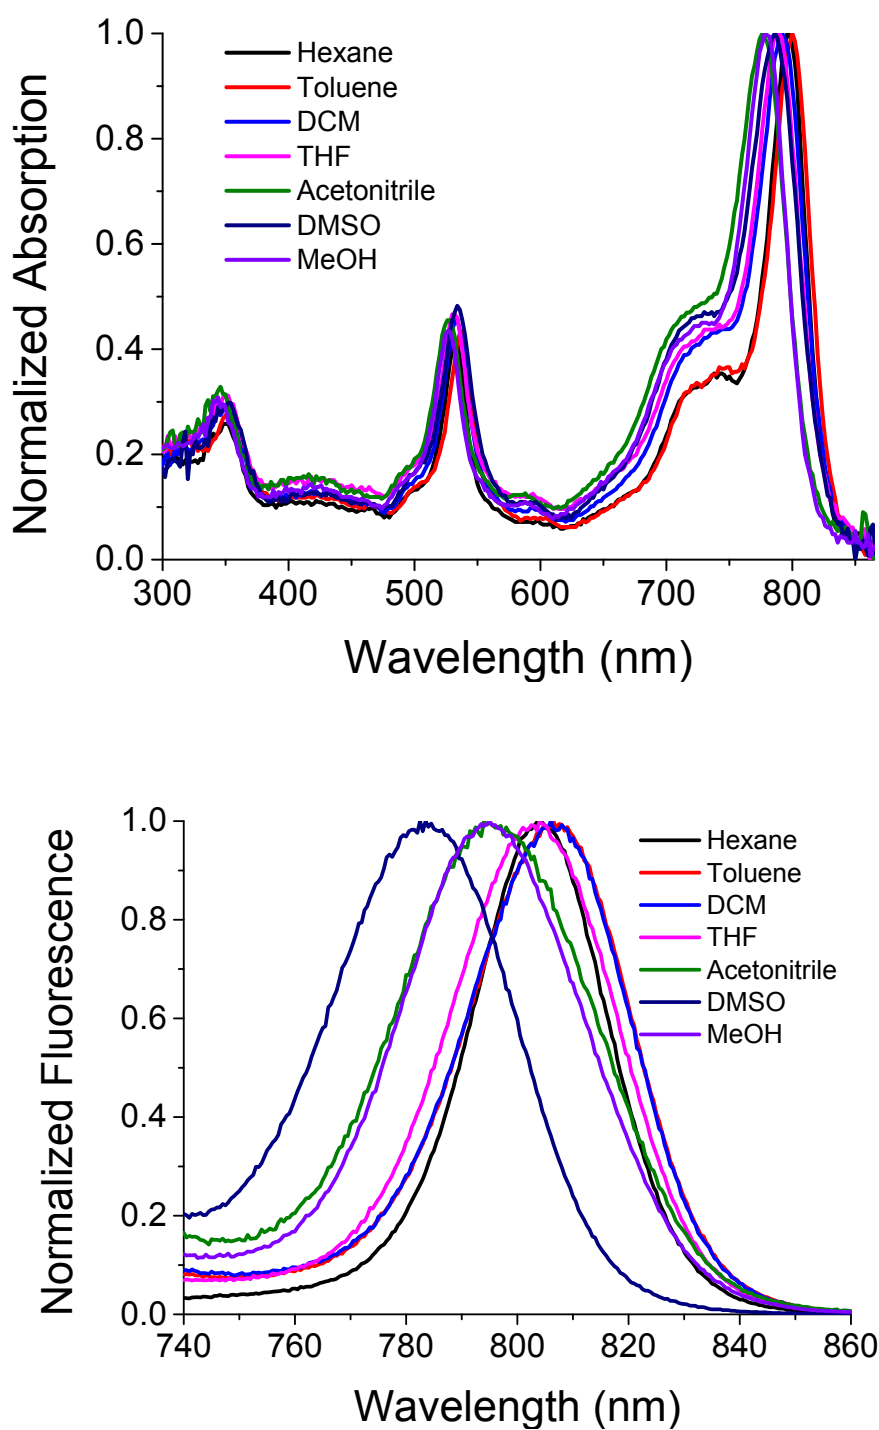 1.0
0.8
0.6
0.4
0.2
0.0
Normalized Absorption
Hexane
Toluene
DCM
THF
Acetonitrile
DMSO
MeOH
300 400 500 600 700 800
Wavelength (nm)
1.0
0.8
0.6
0.4
0.2
0.0
Normalized Fluorescence
Hexane
Toluene
DCM
THF
Acetonitrile
DMSO
MeOH
740 760 780 800 820 840 860
Wavelength (nm)